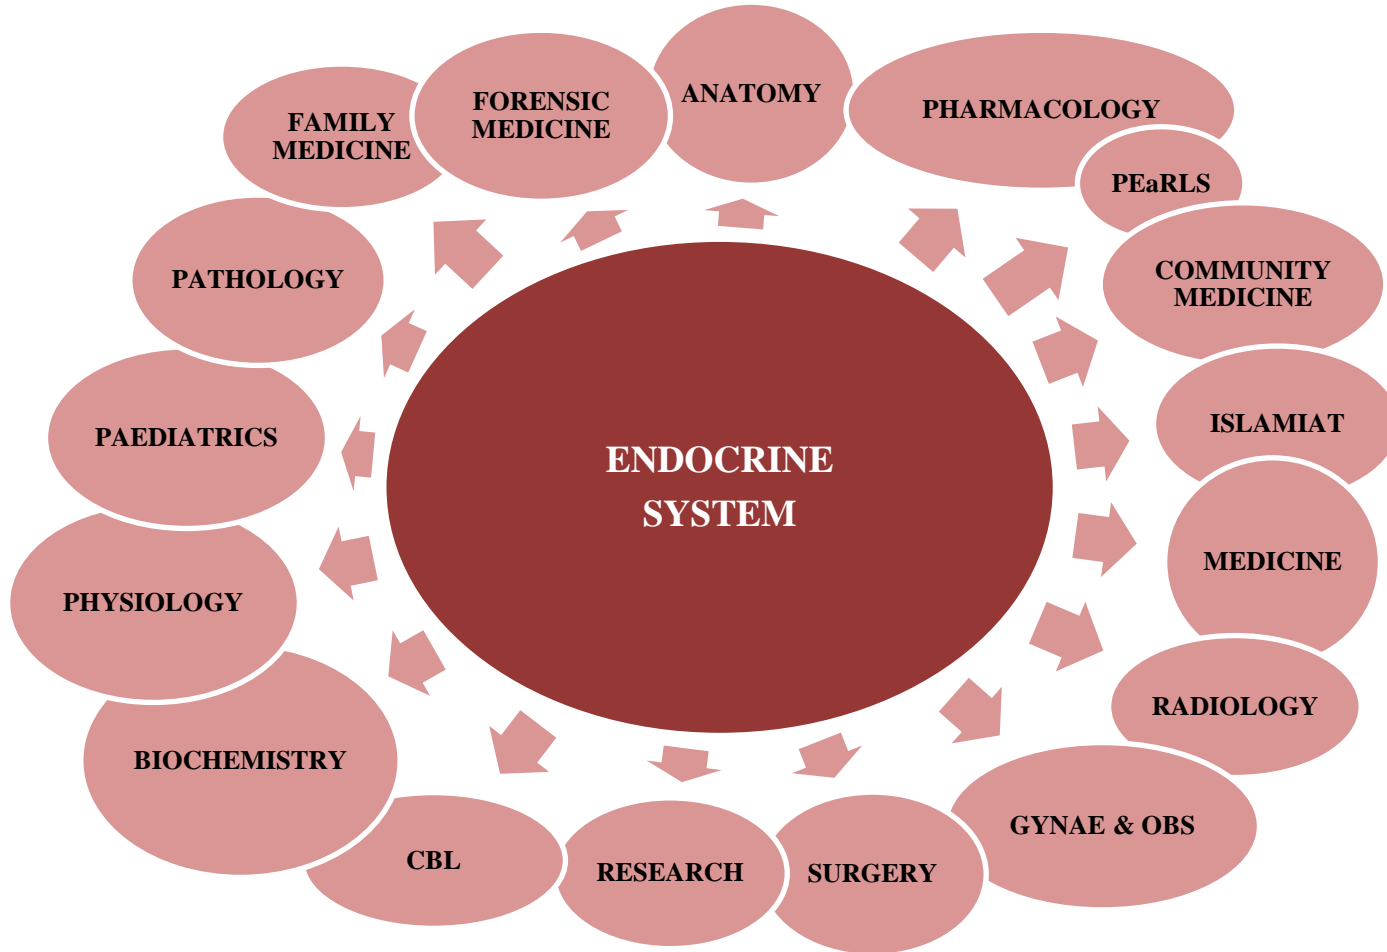 FAMILY
MEDICINE
FORENSIC
MEDICINE
ANATOMY
PHARMACOLOGY
PEaRLS
COMMUNITY
MEDICINE
ISLAMIAT
MEDICINE
RADIOLOGY
GYNAE & OBS
SURGERY
RESEARCH
CBL
BIOCHEMISTRY
PHYSIOLOGY
PAEDIATRICS
PATHOLOGY
ENDOCRINE
SYSTEM